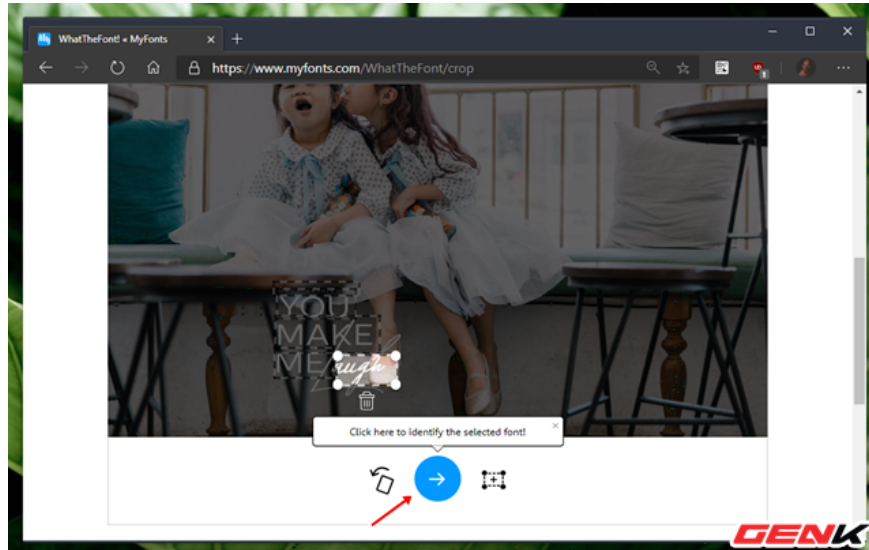 WhatTheFont! « MyFonts
https://www.myfonts.com/WhatTheFont/crop
YOU
MAKE
ME laugh
Click here to identify the selected font!
GENK